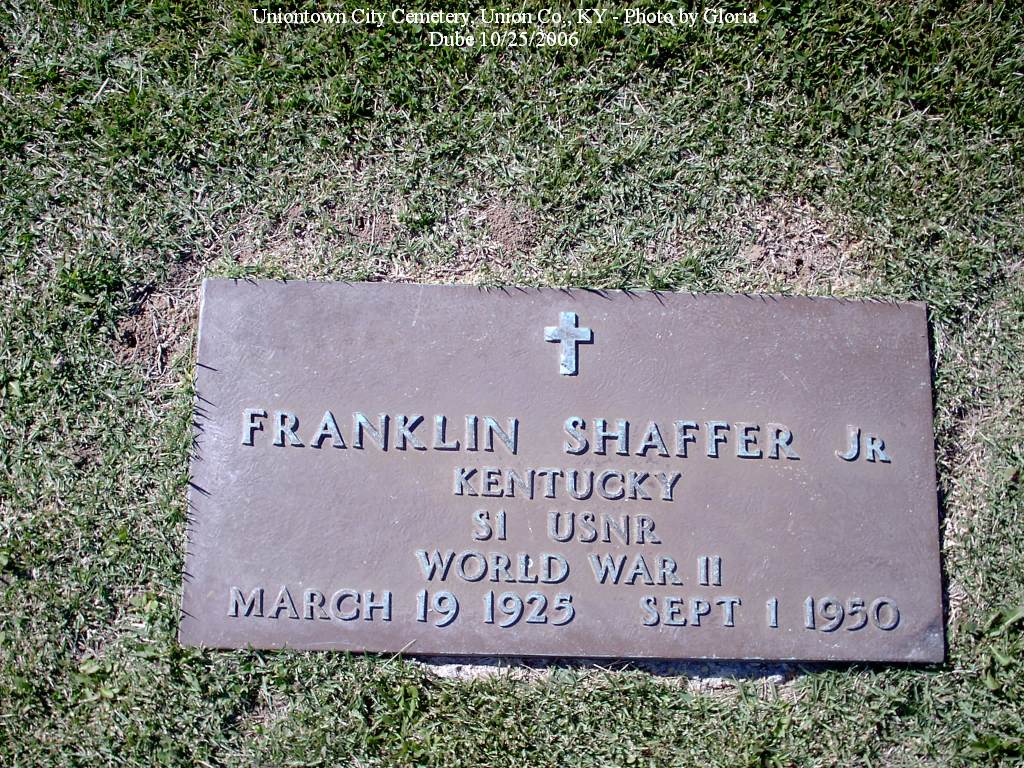 Uniontown City Cemetery, Union Co., KY - Photo by Gloria
Dube 10/25/2006
FRANKLIN SHAFFER JR
KENTUCKY
S1 USNR
WORLD WAR II
MARCH 19 1925 SEPT 1 1950